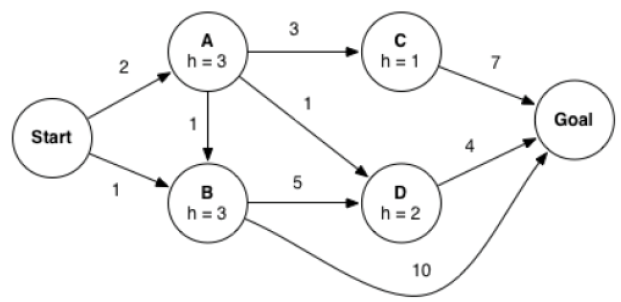 A
h = 3
3
C
h = 1
2
7
Start
1
1
Goal
4
1
B
h = 3
5
D
h = 2
10